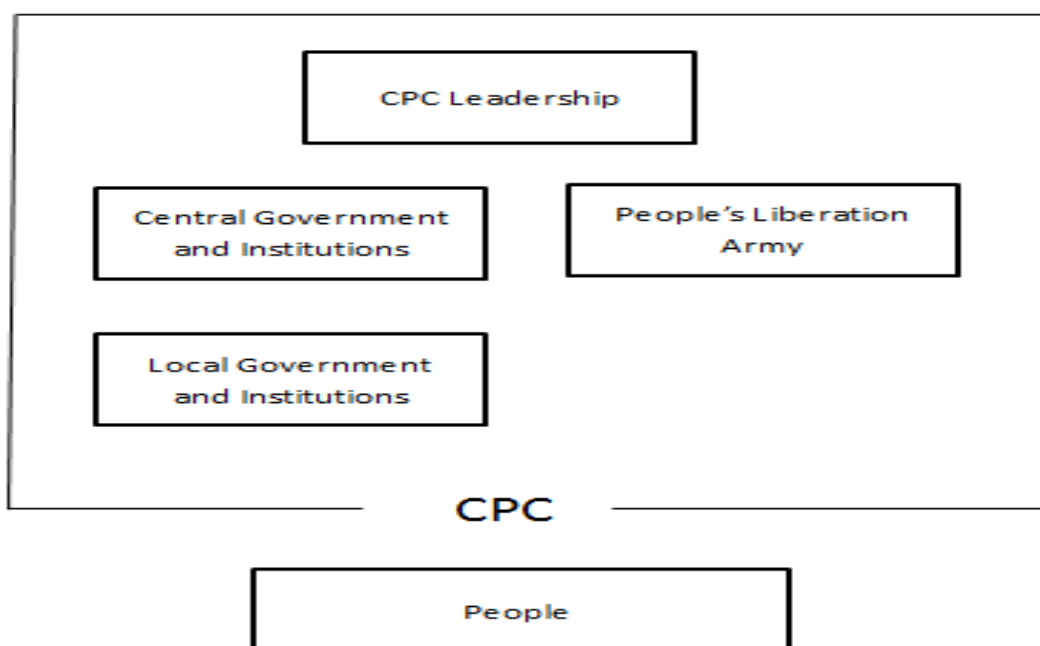 CPC Leadership
Central Government
and Institutions
People's Liberation
Army
Local Government
and Institutions
CPC
People